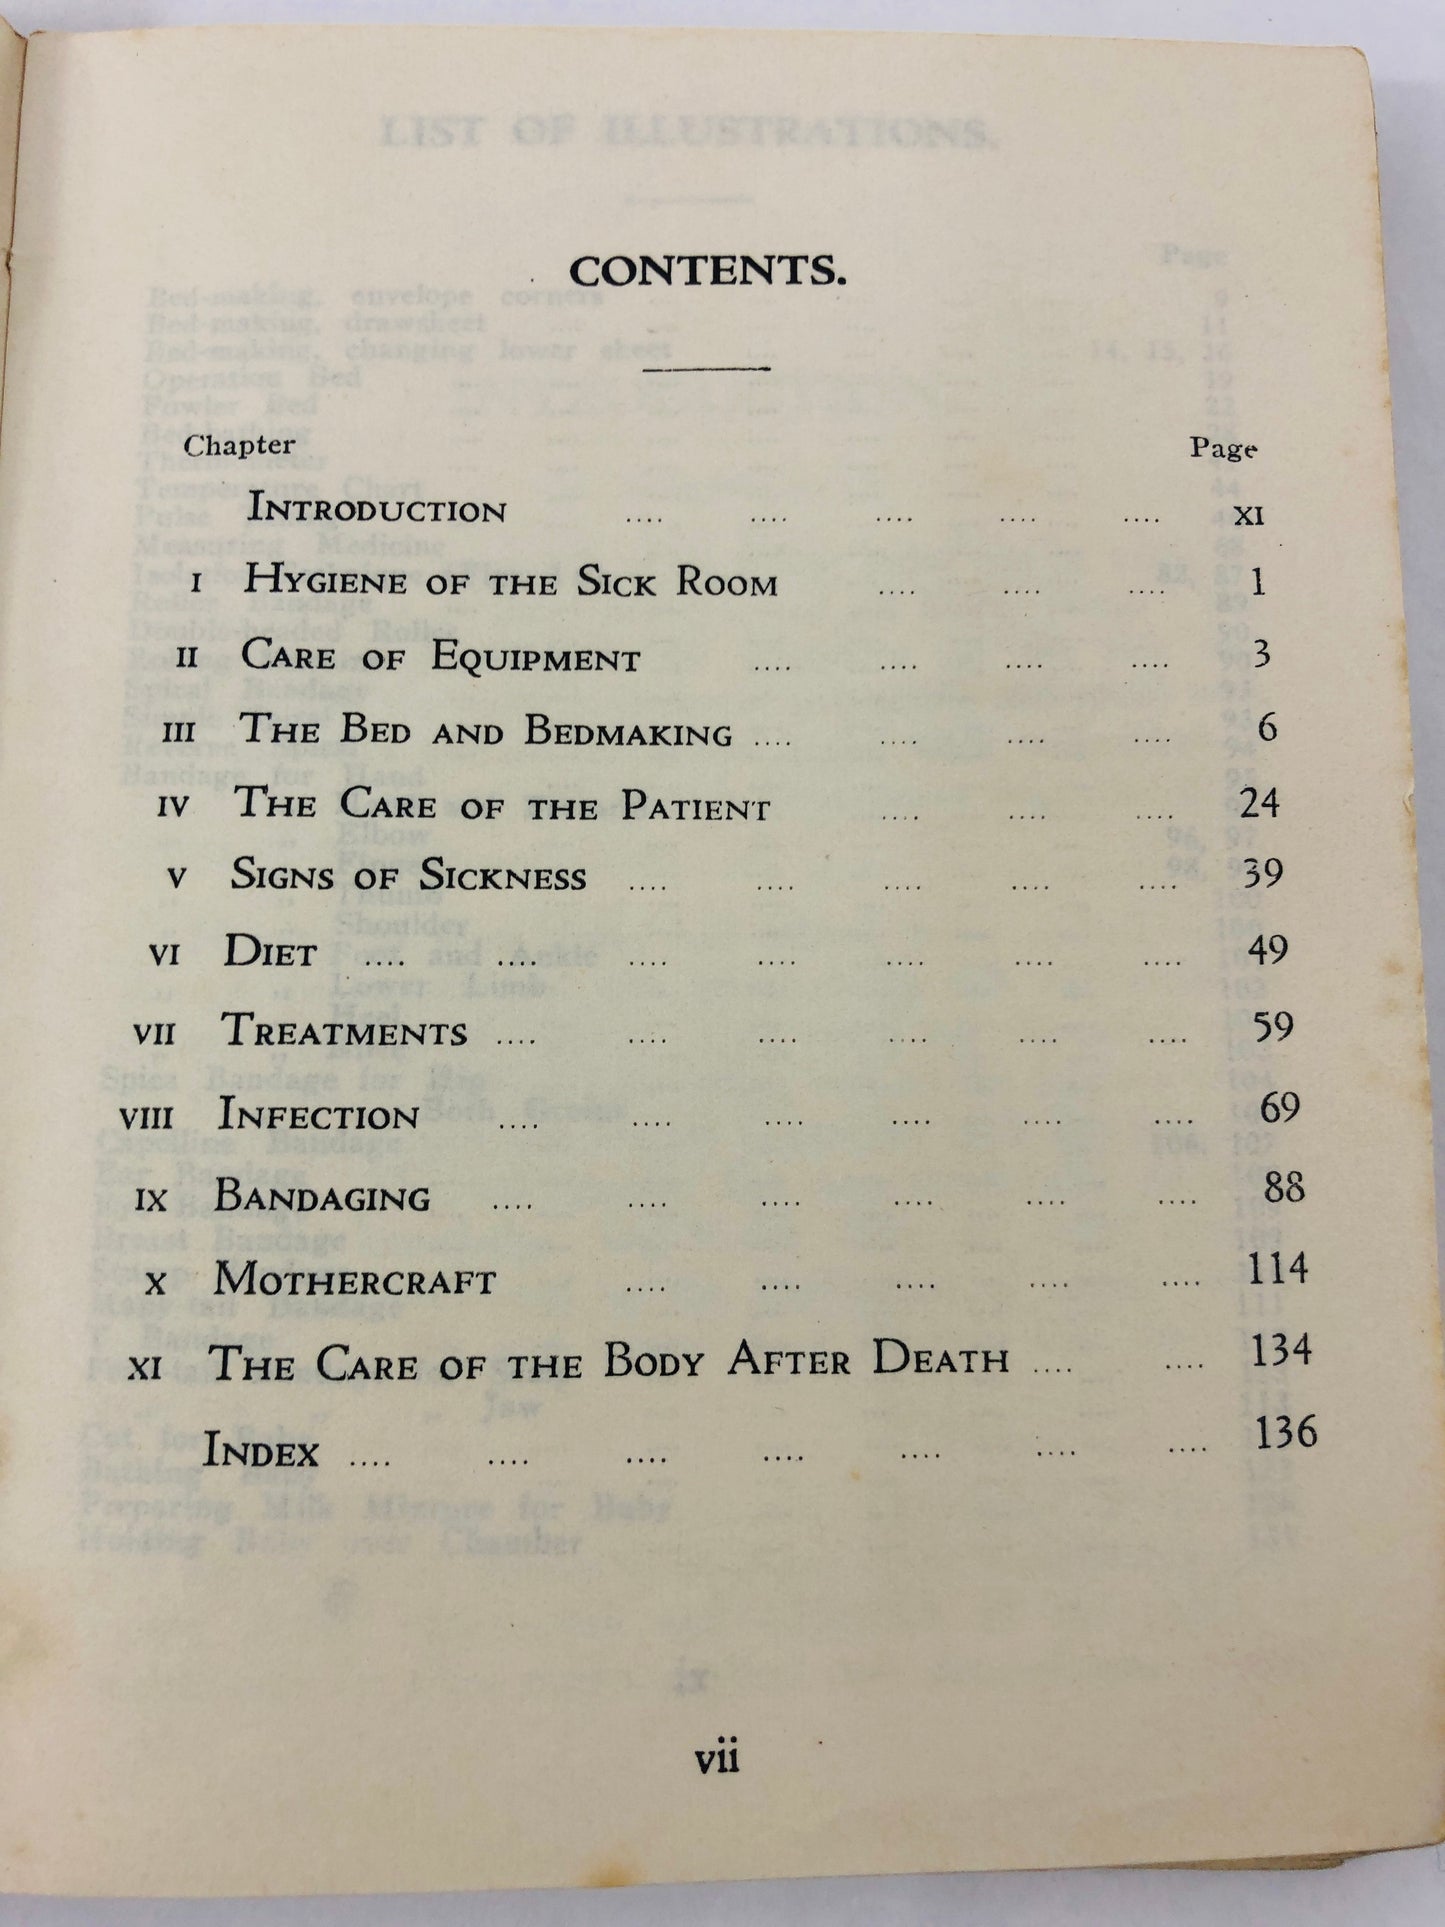 CONTENTS.
Chapter Page
INTRODUCTION .... .... .... .... .... XI
I HYGIENE OF THE SICK ROOM .... .... .... 1
II CARE OF EQUIPMENT .... .... .... .... 3
III THE BED AND BEDMAKING .... .... .... .... 6
IV THE CARE OF THE PATIENT .... .... .... 24
V SIGNS OF SICKNESS .... .... .... .... .... 39
VI DIET .... .... .... .... .... .... .... 49
VII TREATMENTS .... .... .... .... .... .... 59
VIII INFECTION .... .... .... .... .... .... 69
IX BANDAGING .... .... .... .... .... .... 88
X MOTHERCRAFT .... .... .... .... .... 114
XI THE CARE OF THE BODY AFTER DEATH .... .... 134
INDEX .... .... .... .... .... .... .... 136
vii